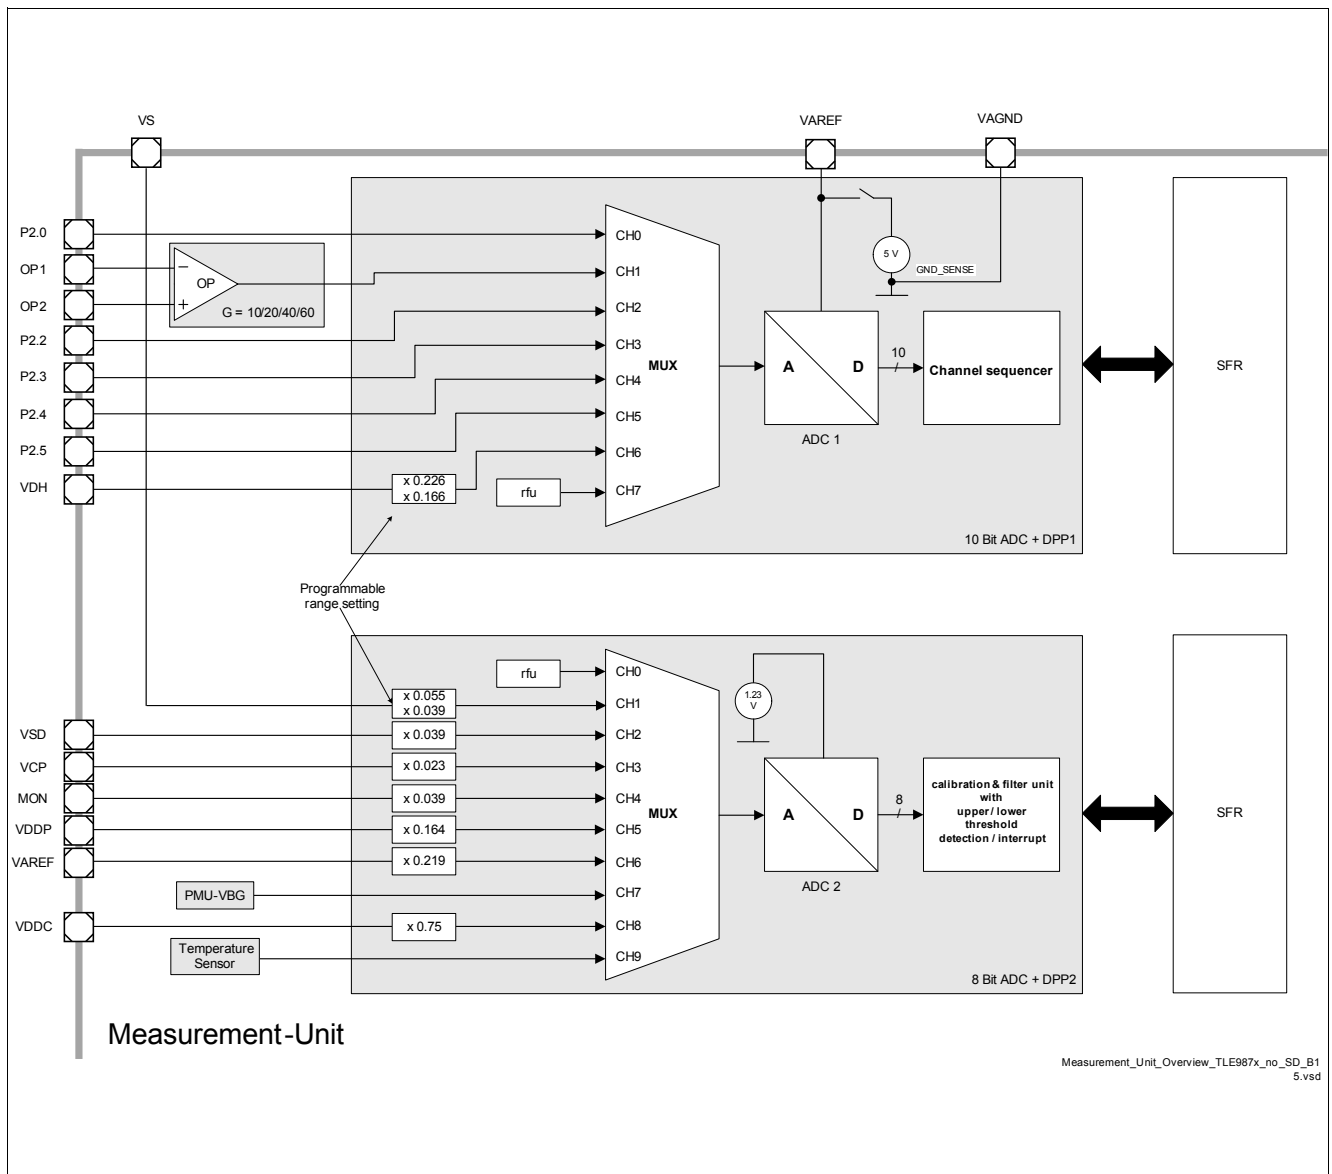 VS
VAREF
VAGND
P2.0
OP1
OP2
P2.2
P2.3
P2.4
P2.5
VDH
OP
G = 10/20/40/60
x 0.226
x 0.166
rfu
CH0
CH1
CH2
CH3
CH4
CH5
CH6
CH7
MUX
5 V
GND_SENSE
A
D
ADC 1
10
Channel sequencer
SFR
10 Bit ADC + DPP1
Programmable
range setting
VSD
VCP
MON
VDDP
VAREF
VDDC
PMU-VBG
Temperature
Sensor
rfu
x 0.055
x 0.039
x 0.039
x 0.023
x 0.039
x 0.164
x 0.219
x 0.75
CH0
CH1
CH2
CH3
CH4
CH5
CH6
CH7
CH8
CH9
MUX
1.23
V
A
D
ADC 2
8
calibration & filter unit
with
upper / lower
threshold
detection / interrupt
SFR
8 Bit ADC + DPP2
Measurement-Unit
Measurement_Unit_Overview_TLE987x_no_SD_B1
5.vsd